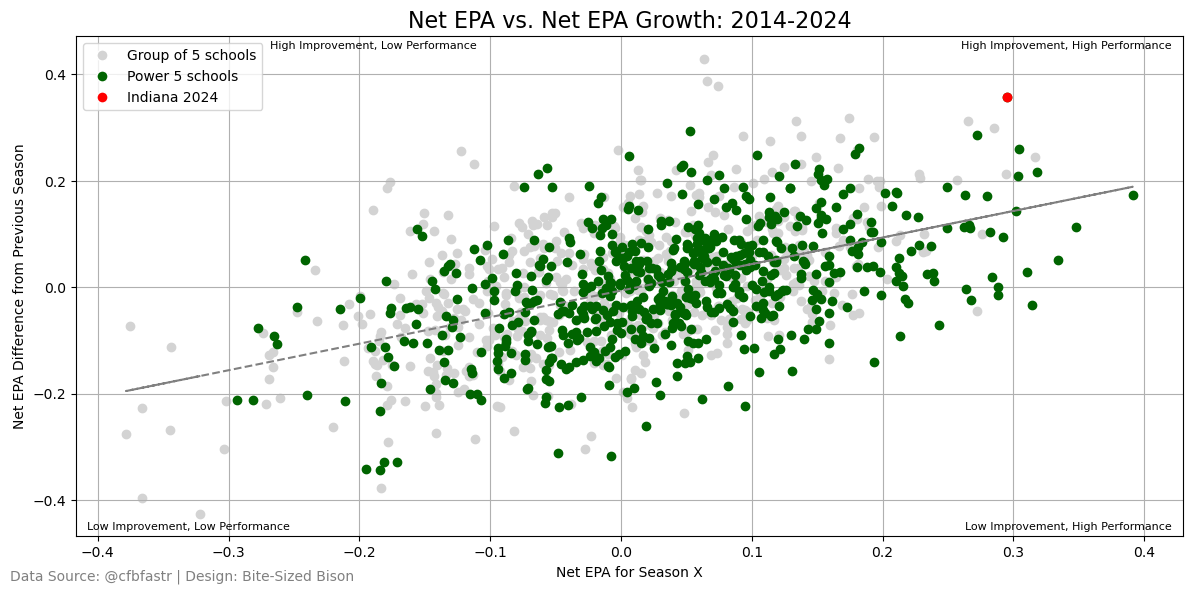 Net EPA vs. Net EPA Growth: 2014-2024
High Improvement, Low Performance
High Improvement, High Performance
Group of 5 schools
Power 5 schools
Indiana 2024
Net EPA Difference from Previous Season
0.4
0.2
0.0
−0.2
−0.4
Low Improvement, Low Performance
Low Improvement, High Performance
−0.4 −0.3 −0.2 −0.1 0.0 0.1 0.2 0.3 0.4
Net EPA for Season X
Data Source: @cfbfastr | Design: Bite-Sized Bison